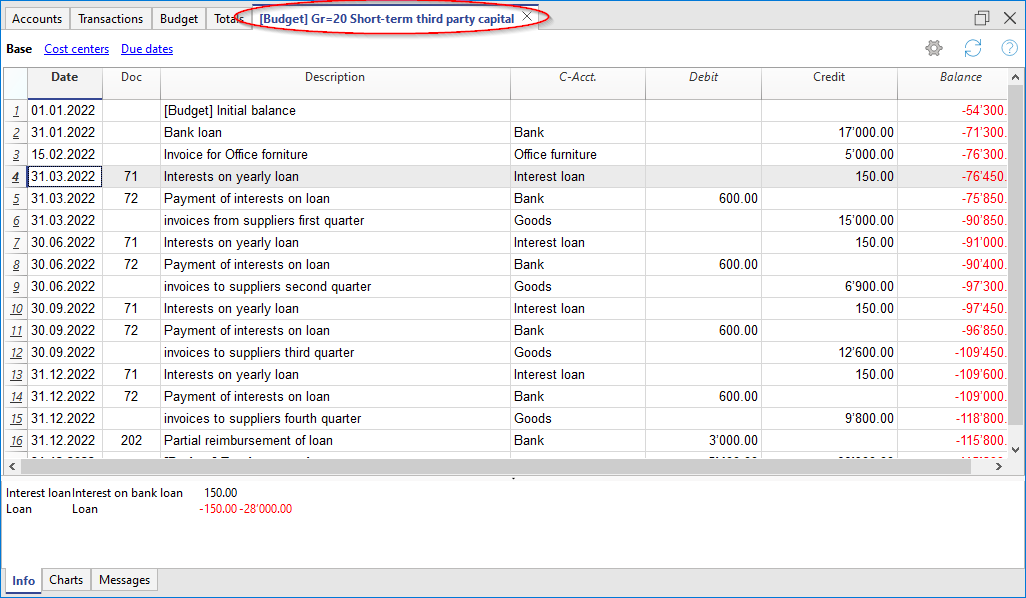 Accounts Transactions Budget Totals [Budget] Gr=20 Short-term third party capital
Base Cost centers Due dates
Date Doc Description C-Acct. Debit Credit Balance
1 01.01.2022 [Budget] Initial balance -54'300.
2 31.01.2022 Bank loan Bank 17'000.00 -71'300.
3 15.02.2022 Invoice for Office forniture Office furniture 5'000.00 -76'300.
4 31.03.2022 71 Interests on yearly loan Interest loan 150.00 -76'450.
5 31.03.2022 72 Payment of interests on loan Bank 600.00 -75'850.
6 31.03.2022 invoices from suppliers first quarter Goods 15'000.00 -90'850.
7 30.06.2022 71 Interests on yearly loan Interest loan 150.00 -91'000.
8 30.06.2022 72 Payment of interests on loan Bank 600.00 -90'400.
9 30.06.2022 invoices to suppliers second quarter Goods 6'900.00 -97'300.
10 30.09.2022 71 Interests on yearly loan Interest loan 150.00 -97'450.
11 30.09.2022 72 Payment of interests on loan Bank 600.00 -96'850.
12 30.09.2022 invoices to suppliers third quarter Goods 12'600.00 -109'450.
13 31.12.2022 71 Interests on yearly loan Interest loan 150.00 -109'600.
14 31.12.2022 72 Payment of interests on loan Bank 600.00 -109'000.
15 31.12.2022 invoices to suppliers fourth quarter Goods 9'800.00 -118'800.
16 31.12.2022 202 Partial reimbursement of loan Bank 3'000.00 -115'800.
Interest loan Interest on bank loan 150.00
Loan Loan -150.00 -28'000.00
Info Charts Messages